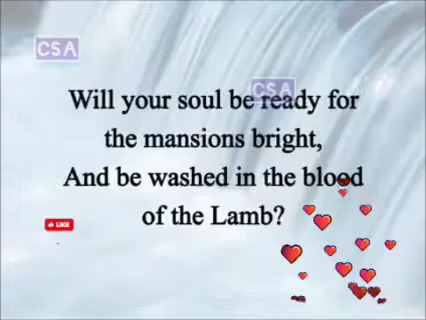 CSA
CSA
Will your soul be ready for
the mansions bright,
And be washed in the blood
of the Lamb?
LIKE